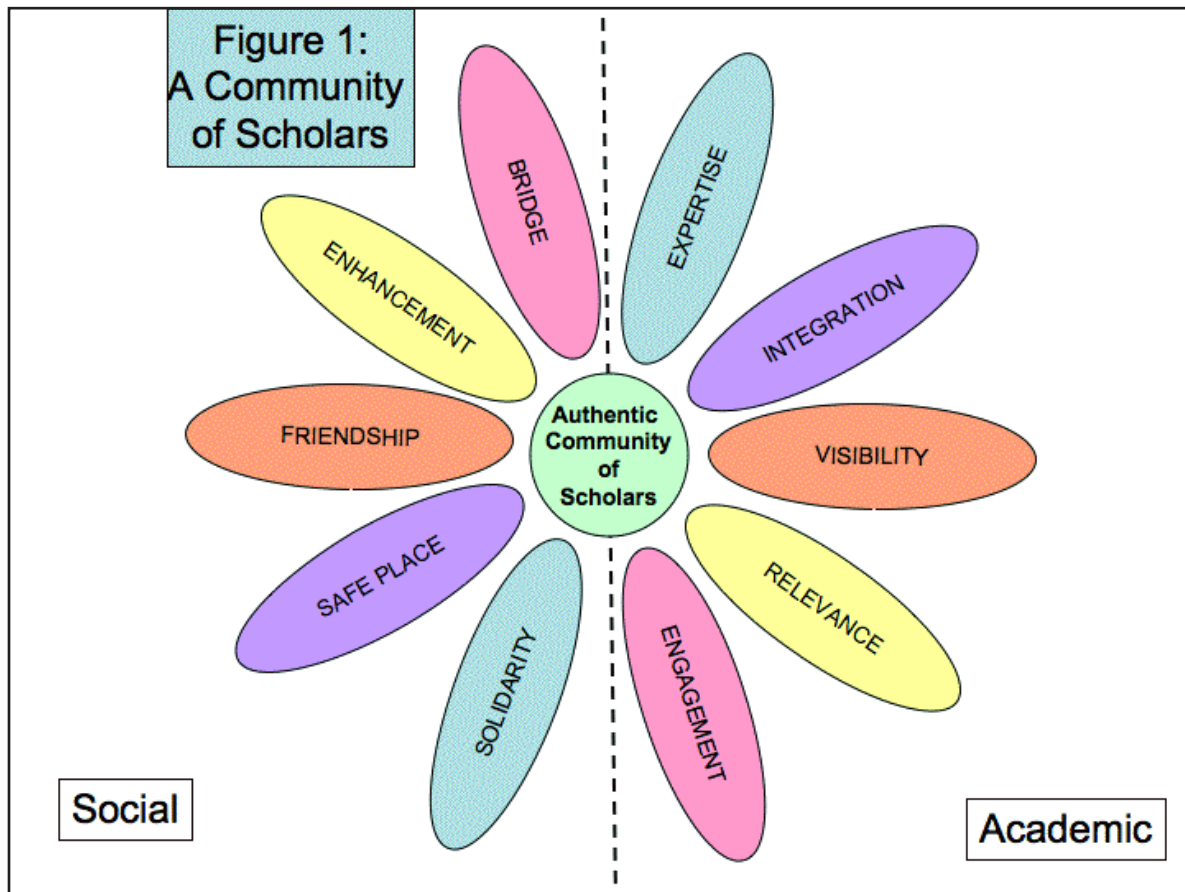 Figure 1:
A Community
of Scholars
BRIDGE
EXPERTISE
ENHANCEMENT
INTEGRATION
FRIENDSHIP
Authentic
Community
of
Scholars
VISIBILITY
SAFE PLACE
RELEVANCE
SOLIDARITY
ENGAGEMENT
Social
Academic